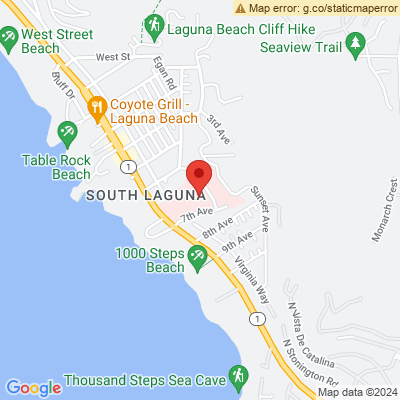 Map error: g.co/staticmaperror
Laguna Beach Cliff Hike
Seaview Trail
West Street
Beach
West St
Egan Rd
Bluff Dr
Coyote Grill -
Laguna Beach
3rd Ave
Table Rock
Beach
1
SOUTH LAGUNA
Sunset Ave
Monarch Crest
7th Ave
8th Ave
9th Ave
1000 Steps
Beach
Virginia Way
N Vista De Catalina
1
N Stonington Rd
Thousand Steps Sea Cave
Google
Map data ©2024